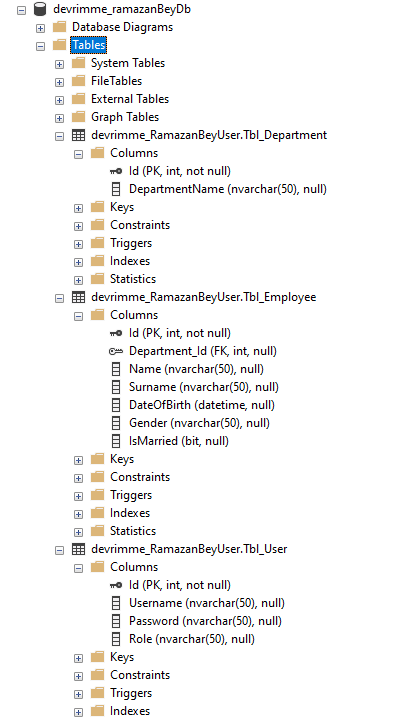 devrimme_ramazanBeyDb
Database Diagrams
Tables
System Tables
FileTables
External Tables
Graph Tables
devrimme_RamazanBeyUser.Tbl_Department
Columns
Id (PK, int, not null)
DepartmentName (nvarchar(50), null)
Keys
Constraints
Triggers
Indexes
Statistics
devrimme_RamazanBeyUser.Tbl_Employee
Columns
Id (PK, int, not null)
Department_Id (FK, int, null)
Name (nvarchar(50), null)
Surname (nvarchar(50), null)
DateOfBirth (datetime, null)
Gender (nvarchar(50), null)
IsMarried (bit, null)
Keys
Constraints
Triggers
Indexes
Statistics
devrimme_RamazanBeyUser.Tbl_User
Columns
Id (PK, int, not null)
Username (nvarchar(50), null)
Password (nvarchar(50), null)
Role (nvarchar(50), null)
Keys
Constraints
Triggers
Indexes